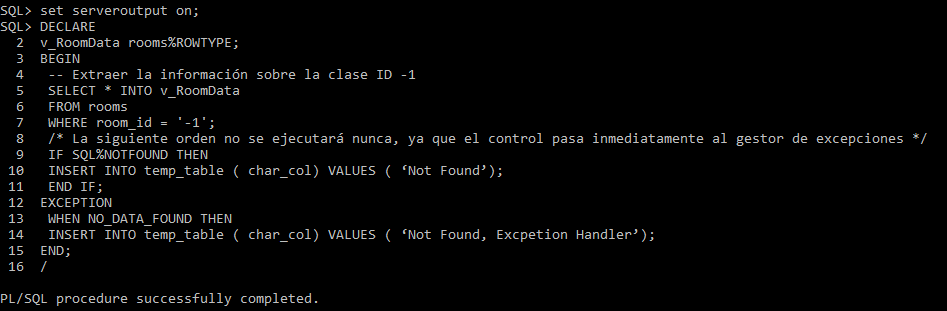 SQL> set serveroutput on;
SQL> DECLARE
  2  v_RoomData rooms%ROWTYPE;
  3  BEGIN
  4   -- Extraer la información sobre la clase ID -1
  5   SELECT * INTO v_RoomData
  6   FROM rooms
  7   WHERE room_id = '-1';
  8   /* La siguiente orden no se ejecutará nunca, ya que el control pasa inmediatamente al gestor de excepciones */
  9   IF SQL%NOTFOUND THEN
 10   INSERT INTO temp_table ( char_col) VALUES ( ‘Not Found’);
 11   END IF;
 12  EXCEPTION
 13   WHEN NO_DATA_FOUND THEN
 14   INSERT INTO temp_table ( char_col) VALUES ( ‘Not Found, Excpetion Handler’);
 15  END;
 16  /
PL/SQL procedure successfully completed.